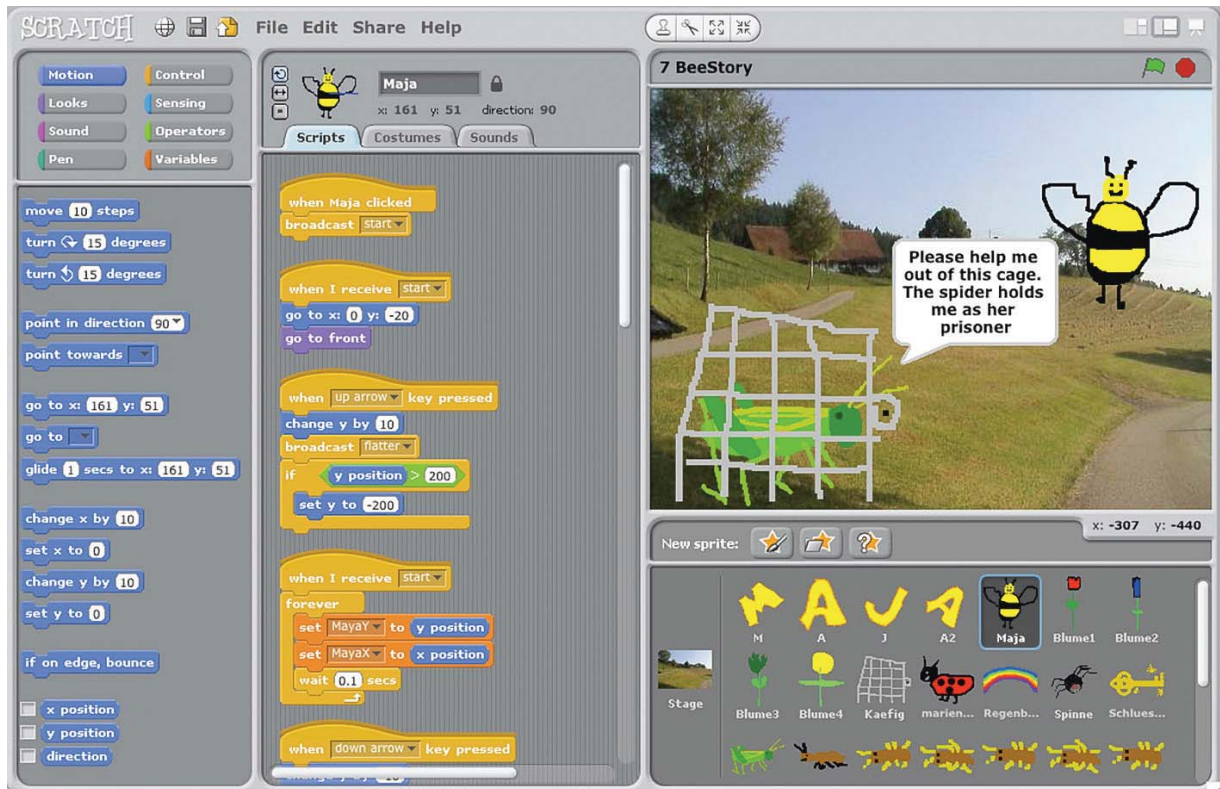 SCRATCH File Edit Share Help
Motion Control
Looks Sensing
Sound Operators
Pen Variables
move 10 steps
turn 15 degrees
turn 15 degrees
point in direction 90
point towards
go to x: 161 y: 51
go to
glide 1 secs to x: 161 y: 51
change x by 10
set x to 0
change y by 10
set y to 0
if on edge, bounce
x position
y position
direction
Maja
x: 161 y: 51 direction: 90
Scripts Costumes Sounds
when Maja clicked
broadcast start
when I receive start
go to x: 0 y: -20
go to front
when up arrow key pressed
change y by 10
broadcast flatter
if y position > 200
set y to -200
when I receive start
forever
set MayaY to y position
set MayaX to x position
wait 0.1 secs
when down arrow key pressed
7 BeeStory
Please help me
out of this cage.
The spider holds
me as her
prisoner
x: -307 y: -440
New sprite:
Stage
M A J A2 Maja Blume1 Blume2
Blume3 Blume4 Kaefig marien... Regenb... Spinne Schlues...